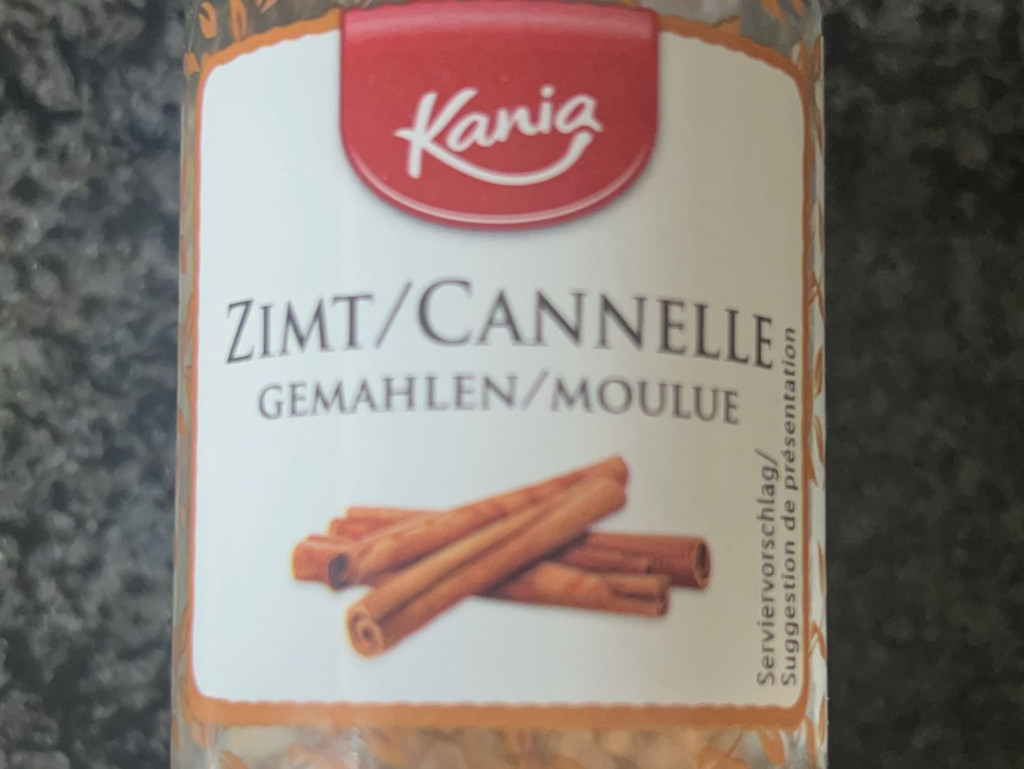 Kania
ZIMT/CANNELLE
GEMAHLEN/MOULUE
Serviervorschlag/
Suggestion de présentation